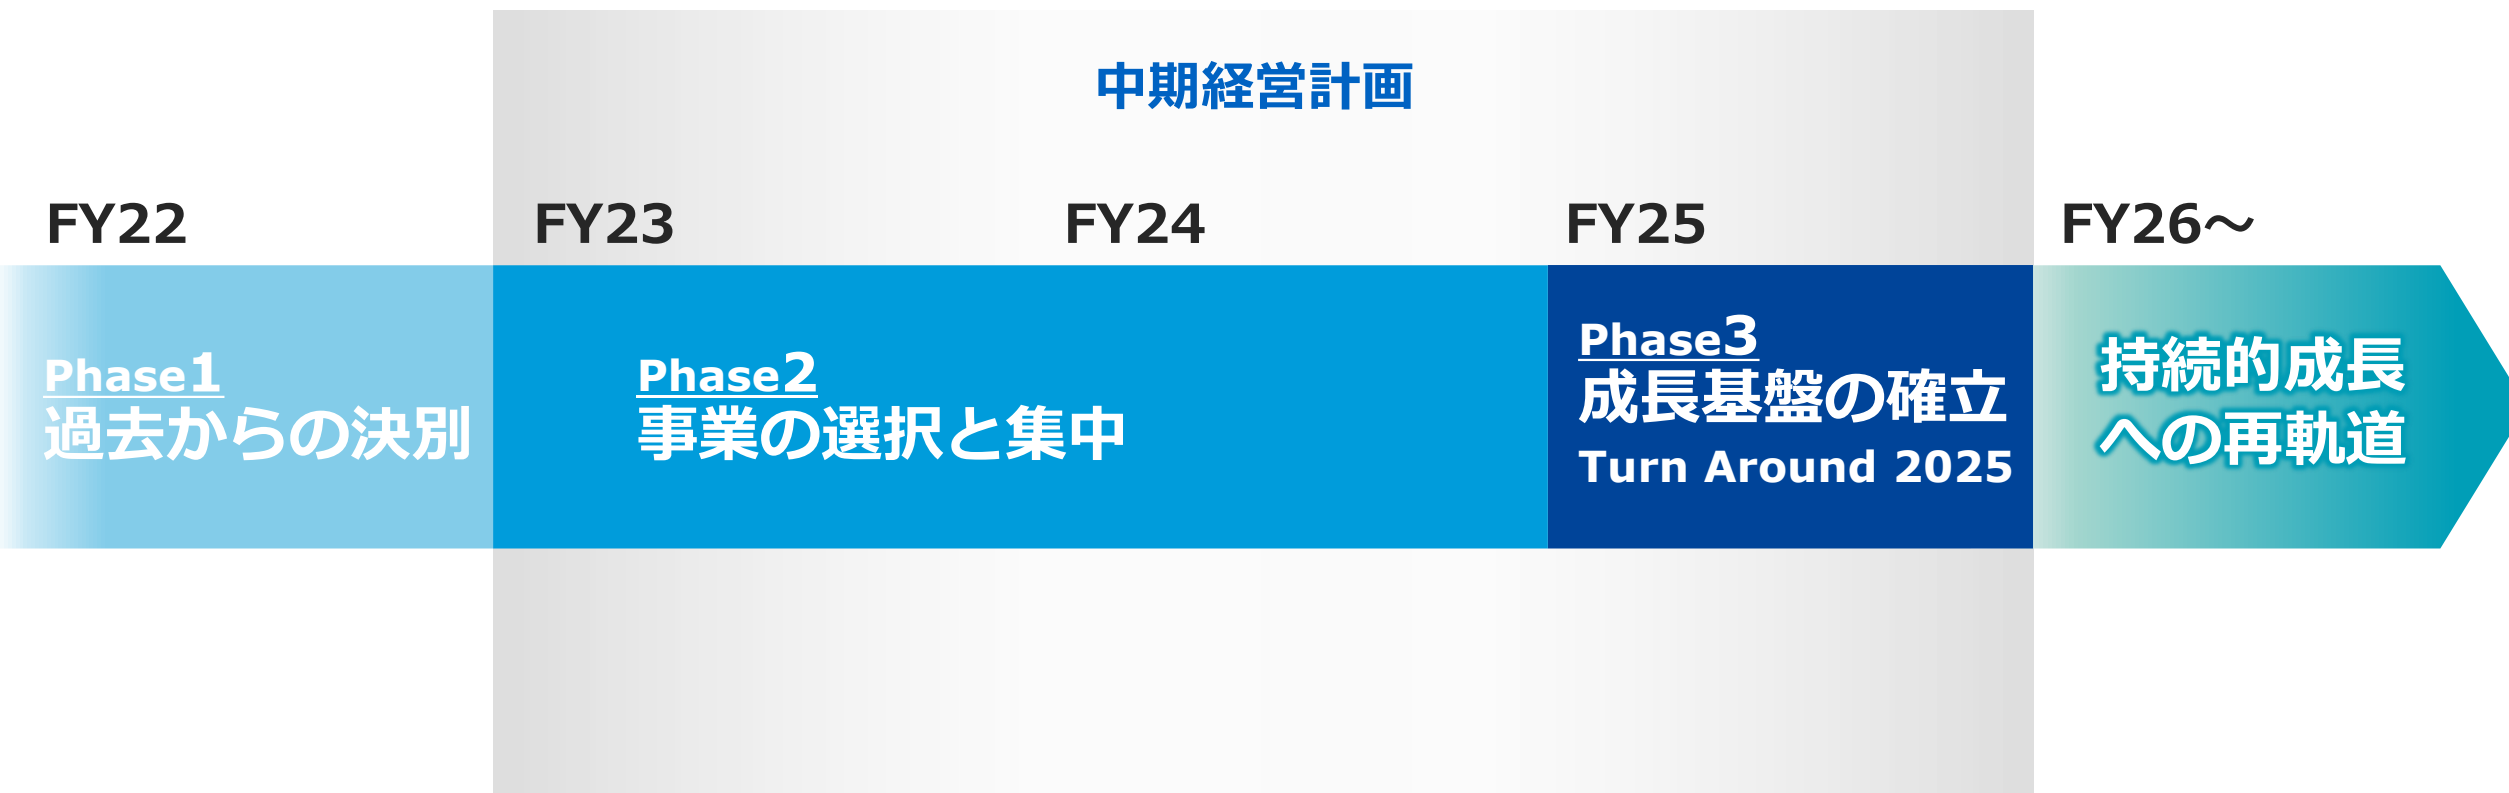 中期経営計画
FY22
FY23
FY24
FY25
FY26～
Phase1
過去からの決別
Phase2
事業の選択と集中
Phase3
成長基盤の確立
Turn Around 2025
持続的成長
への再軌道